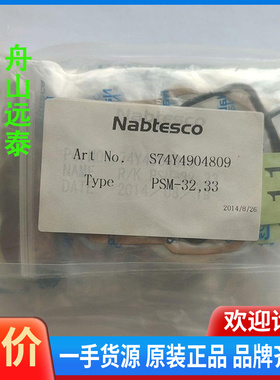 舟山远泰
Nabtesco
Art No. S74Y4904809
Type PSM-32,33
2014/8/26
价
欢迎
一手货源 原装正品 品牌齐